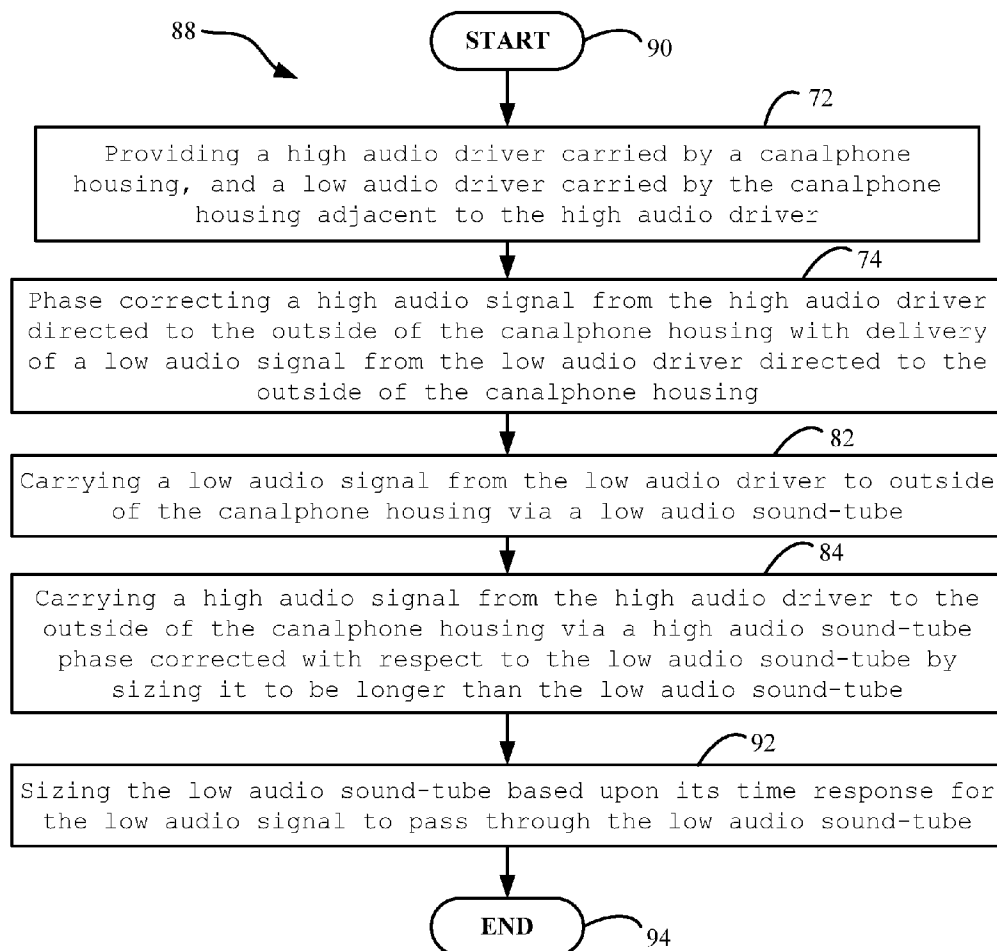 88
START
90
72
Providing a high audio driver carried by a canalphone
housing, and a low audio driver carried by the canalphone
housing adjacent to the high audio driver
74
Phase correcting a high audio signal from the high audio driver
directed to the outside of the canalphone housing with delivery
of a low audio signal from the low audio driver directed to the
outside of the canalphone housing
82
Carrying a low audio signal from the low audio driver to outside
of the canalphone housing via a low audio sound-tube
84
Carrying a high audio signal from the high audio driver to the
outside of the canalphone housing via a high audio sound-tube
phase corrected with respect to the low audio sound-tube by
sizing it to be longer than the low audio sound-tube
92
Sizing the low audio sound-tube based upon its time response for
the low audio signal to pass through the low audio sound-tube
END
94